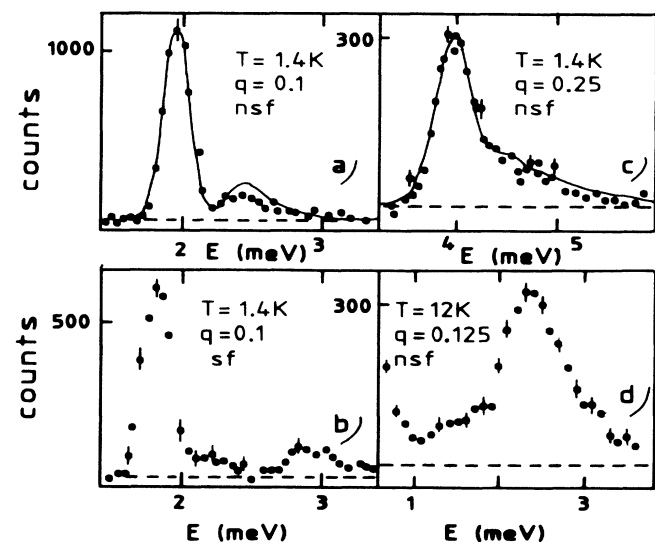 1000
counts
T = 1.4K
q = 0.1
nsf
a)
2
3
E (meV)
300
T = 1.4K
q = 0.25
nsf
c)
4
5
E (meV)
500
counts
T = 1.4K
q = 0.1
sf
b)
2
3
E (meV)
300
T = 12K
q = 0.125
nsf
d)
1
3
E (meV)